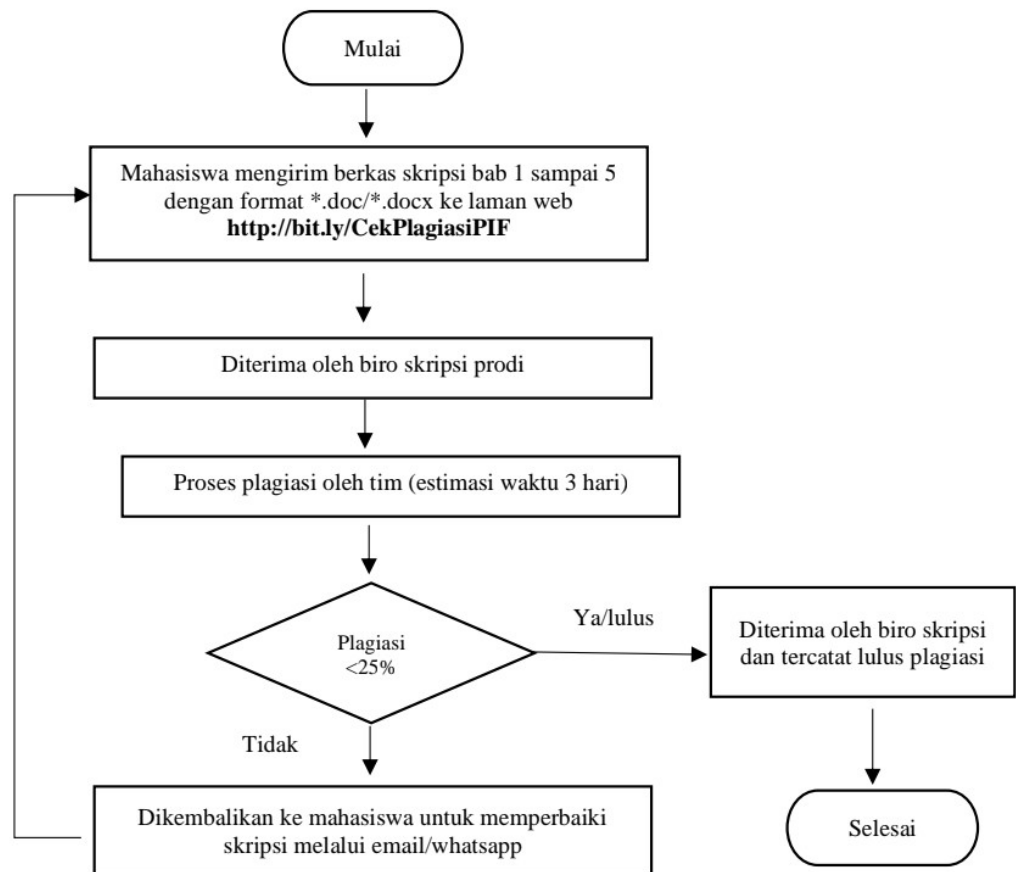 Mulai
Mahasiswa mengirim berkas skripsi bab 1 sampai 5
dengan format *.doc/*.docx ke laman web
http://bit.ly/CekPlagiasiPIF
Diterima oleh biro skripsi prodi
Proses plagiasi oleh tim (estimasi waktu 3 hari)
Plagiasi
<25%
Ya/lulus
Diterima oleh biro skripsi
dan tercatat lulus plagiasi
Tidak
Dikembalikan ke mahasiswa untuk memperbaiki
skripsi melalui email/whatsapp
Selesai